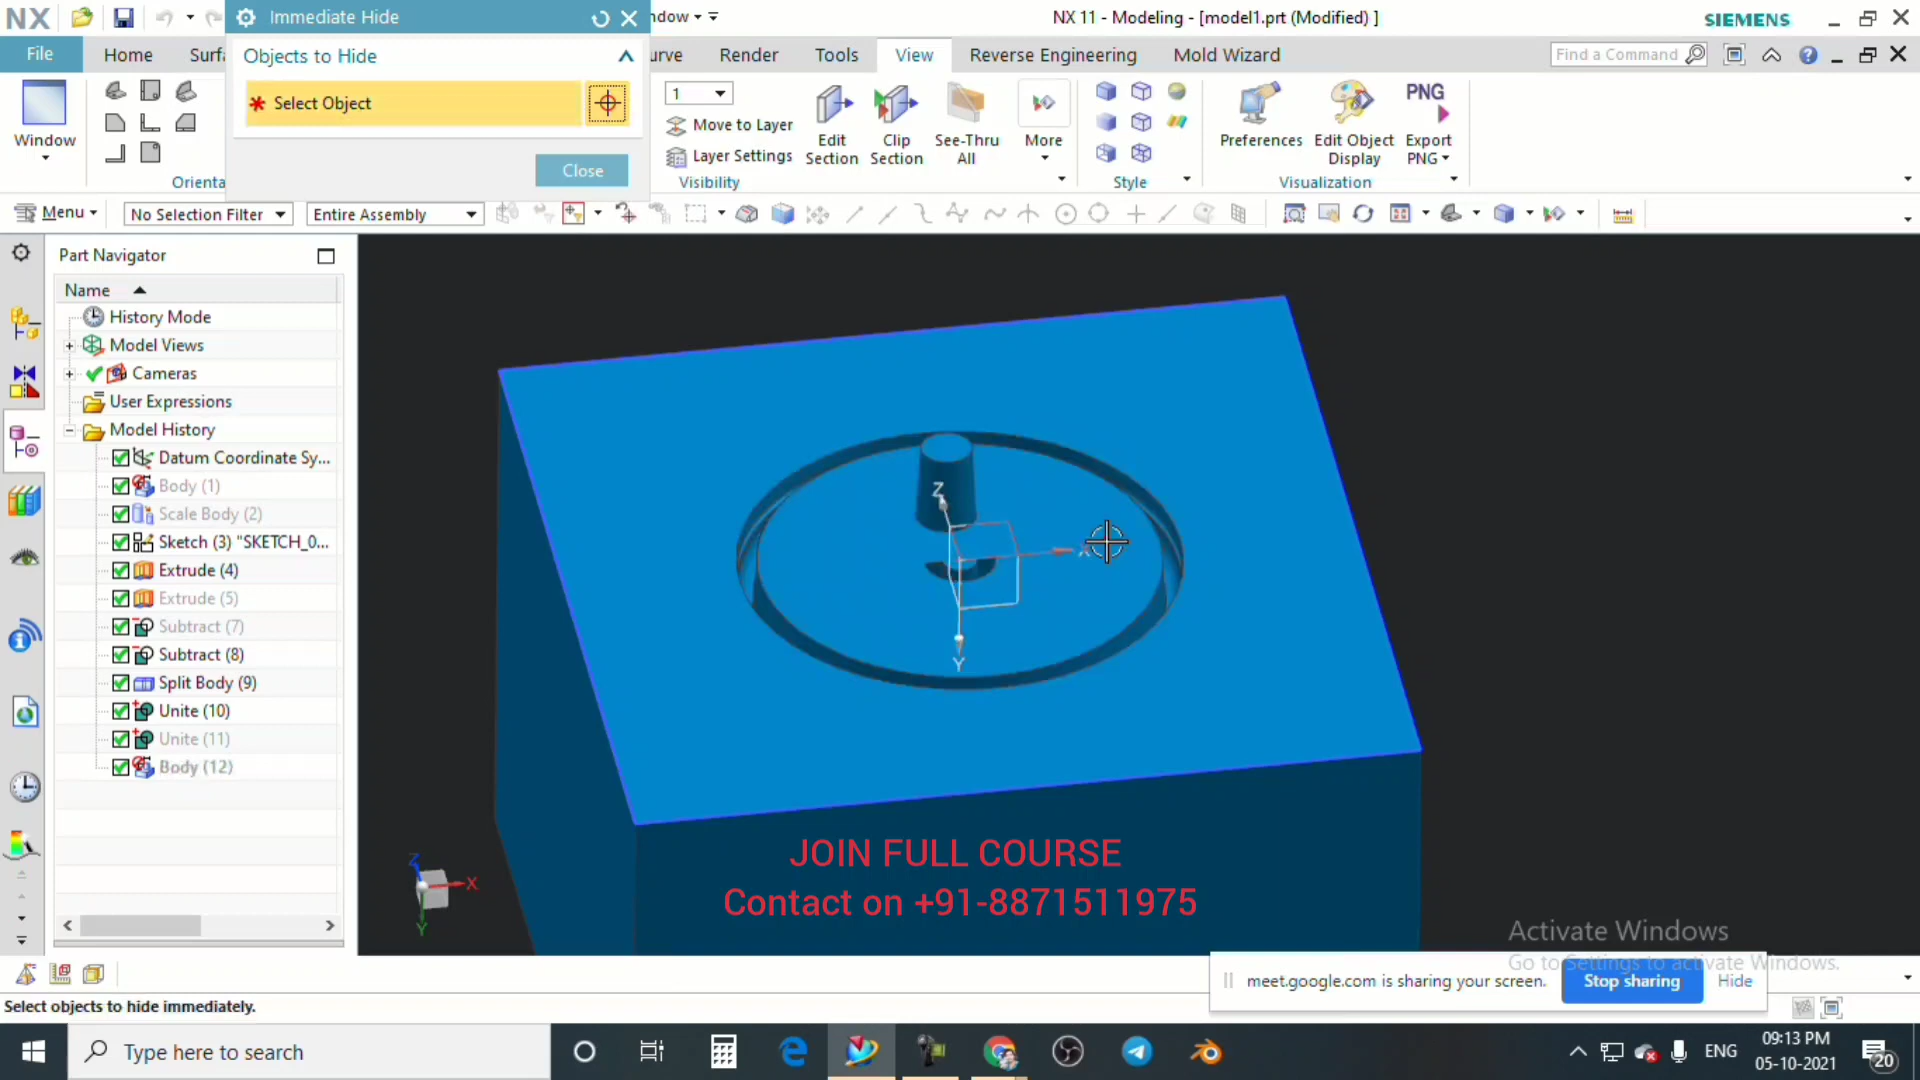 NX
Immediate Hide
ndow
NX 11 - Modeling - [model1.prt (Modified) ]
SIEMENS
File
Home
Surf
urve
Render
Tools
View
Reverse Engineering
Mold Wizard
Find a Command
Objects to Hide
* Select Object
Close
Window
Orienta
1
Move to Layer
Layer Settings
Visibility
Edit
Section
Clip
Section
See-Thru
All
More
Style
Preferences
Edit Object
Display
PNG
Export
PNG
Visualization
Menu
No Selection Filter
Entire Assembly
Part Navigator
Name
History Mode
Model Views
Cameras
User Expressions
Model History
Datum Coordinate Sy...
Body (1)
Scale Body (2)
Sketch (3) "SKETCH_0...
Extrude (4)
Extrude (5)
Subtract (7)
Subtract (8)
Split Body (9)
Unite (10)
Unite (11)
Body (12)
Z
X
Y
Z
X
Y
JOIN FULL COURSE
Contact on +91-8871511975
Activate Windows
Go to Settings to activate Windows.
meet.google.com is sharing your screen.
Stop sharing
Hide
Select objects to hide immediately.
Type here to search
ENG
09:13 PM
05-10-2021
20